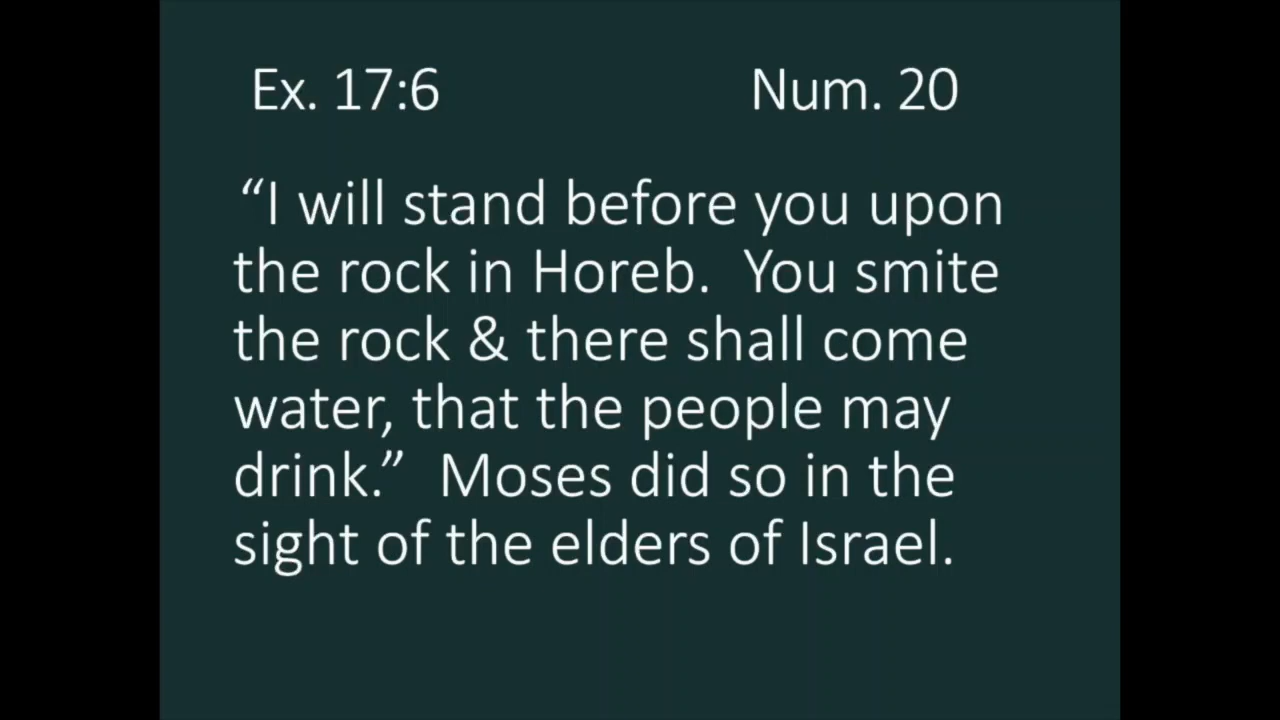 Ex. 17:6 Num. 20
“I will stand before you upon
the rock in Horeb. You smite
the rock & there shall come
water, that the people may
drink.” Moses did so in the
sight of the elders of Israel.